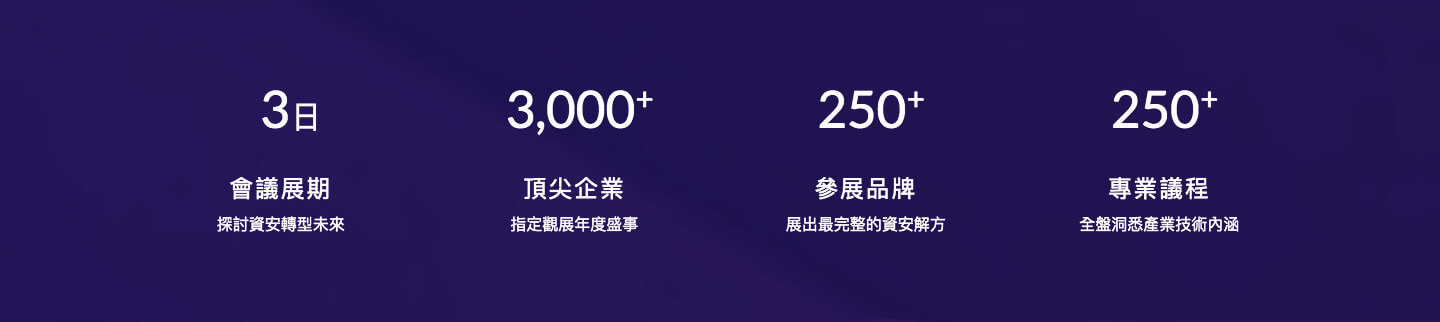 3日
會議展期
探討資安轉型未來
3,000+
頂尖企業
指定觀展年度盛事
250+
參展品牌
展出最完整的資安解方
250+
專業議程
全盤洞悉產業技術內涵